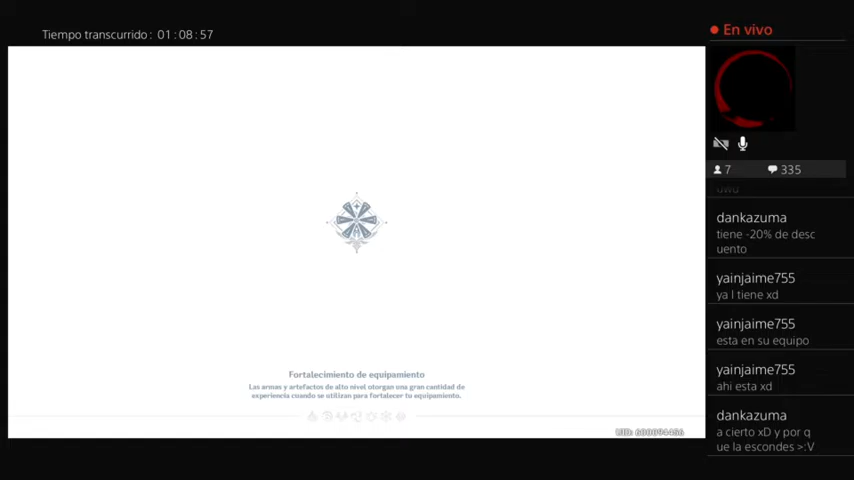 Tiempo transcurrido: 01:08:57
En vivo
7 335
uwu
dankazuma
tiene -20% de desc
uento
yainjaime755
ya l tiene xd
yainjaime755
esta en su equipo
yainjaime755
ahi esta xd
dankazuma
a cierto xD y por q
ue la escondes >:V
Fortalecimiento de equipamiento
Las armas y artefactos de alto nivel otorgan una gran cantidad de
experiencia cuando se utilizan para fortalecer tu equipamiento.
UID: 600094456